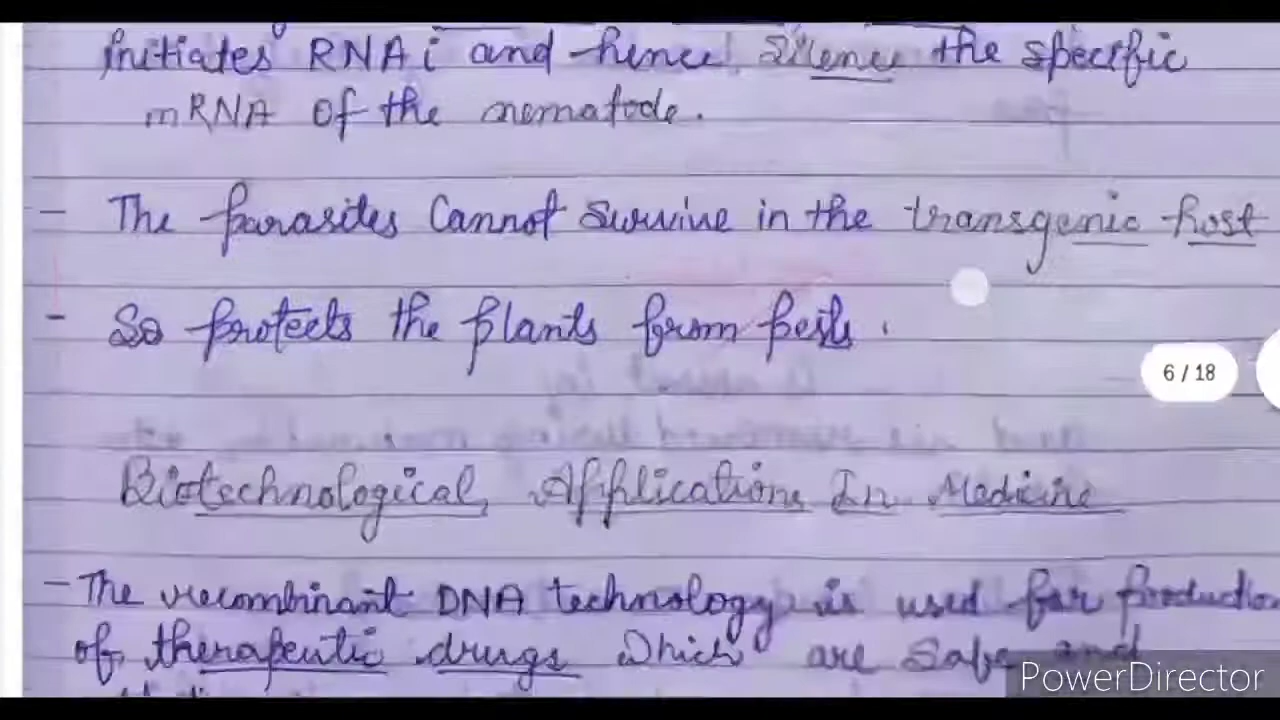 initiates RNA i and hence silence the specific
mRNA of the nematode.
- The parasites cannot survive in the transgenic host
- So protects the plants from pests.
6 / 18
Biotechnological Applications In Medicine
- The recombinant DNA technology is used for production
of therapeutic drugs which are safe and
PowerDirector